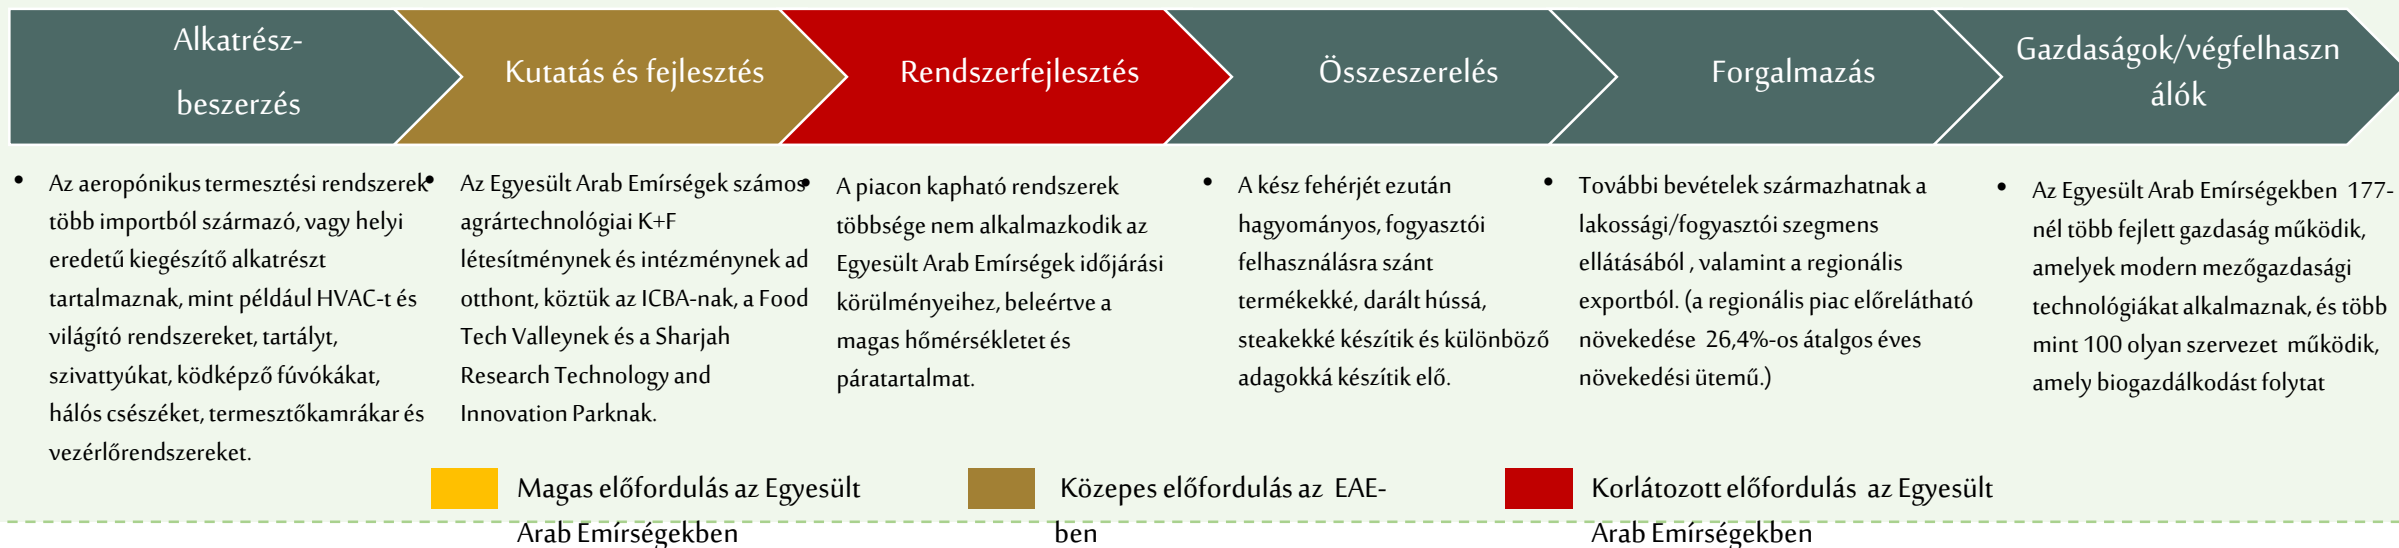 Alkatrész-
beszerzés
Kutatás és fejlesztés
Rendszerfejlesztés
Összeszerelés
Forgalmazás
Gazdaságok/végfelhaszn
álók
• Az aeropónikus termesztési rendszerek
több importból származó, vagy helyi
eredetű kiegészítő alkatrészt
tartalmaznak, mint például HVAC-t és
világító rendszereket, tartályt,
szivattyúkat, ködképző fúvókákat,
hálós csészéket, termesztőkamrákar és
vezérlőrendszereket.
• Az Egyesült Arab Emírségek számos
agrártechnológiai K+F
létesítménynek és intézménynek ad
otthont, köztük az ICBA-nak, a Food
Tech Valleynek és a Sharjah
Research Technology and
Innovation Parknak.
• A piacon kapható rendszerek
többsége nem alkalmazkodik az
Egyesült Arab Emírségek időjárási
körülményeihez, beleértve a
magas hőmérsékletet és
páratartalmat.
• A kész fehérjét ezután
hagyományos, fogyasztói
felhasználásra szánt
termékekké, darált hússá,
steakekké készítik és különböző
adagokká készítik elő.
• További bevételek származhatnak a
lakossági/fogyasztói szegmens
ellátásából , valamint a regionális
exportból. (a regionális piac előrelátható
növekedése 26,4%-os átalgos éves
növekedési ütemű.)
• Az Egyesült Arab Emírségekben 177-
nél több fejlett gazdaság működik,
amelyek modern mezőgazdasági
technológiákat alkalmaznak, és több
mint 100 olyan szervezet működik,
amely biogazdálkodást folytat
Magas előfordulás az Egyesült
Arab Emírségekben
Közepes előfordulás az EAE-
ben
Korlátozott előfordulás az Egyesült
Arab Emírségekben